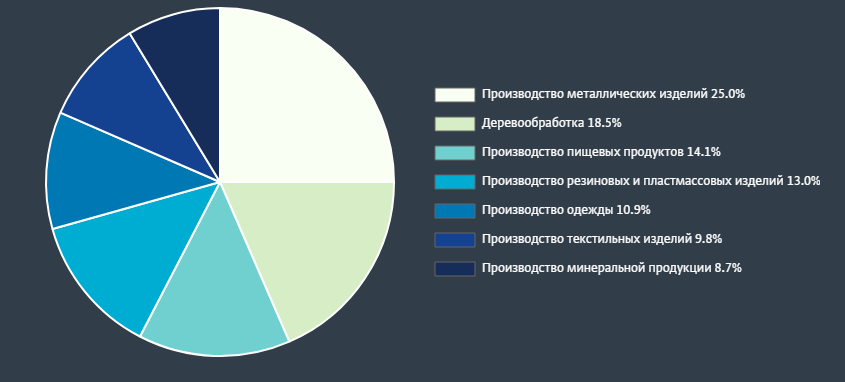 Производство металлических изделий 25.0%
Деревообработка 18.5%
Производство пищевых продуктов 14.1%
Производство резиновых и пластмассовых изделий 13.0%
Производство одежды 10.9%
Производство текстильных изделий 9.8%
Производство минеральной продукции 8.7%